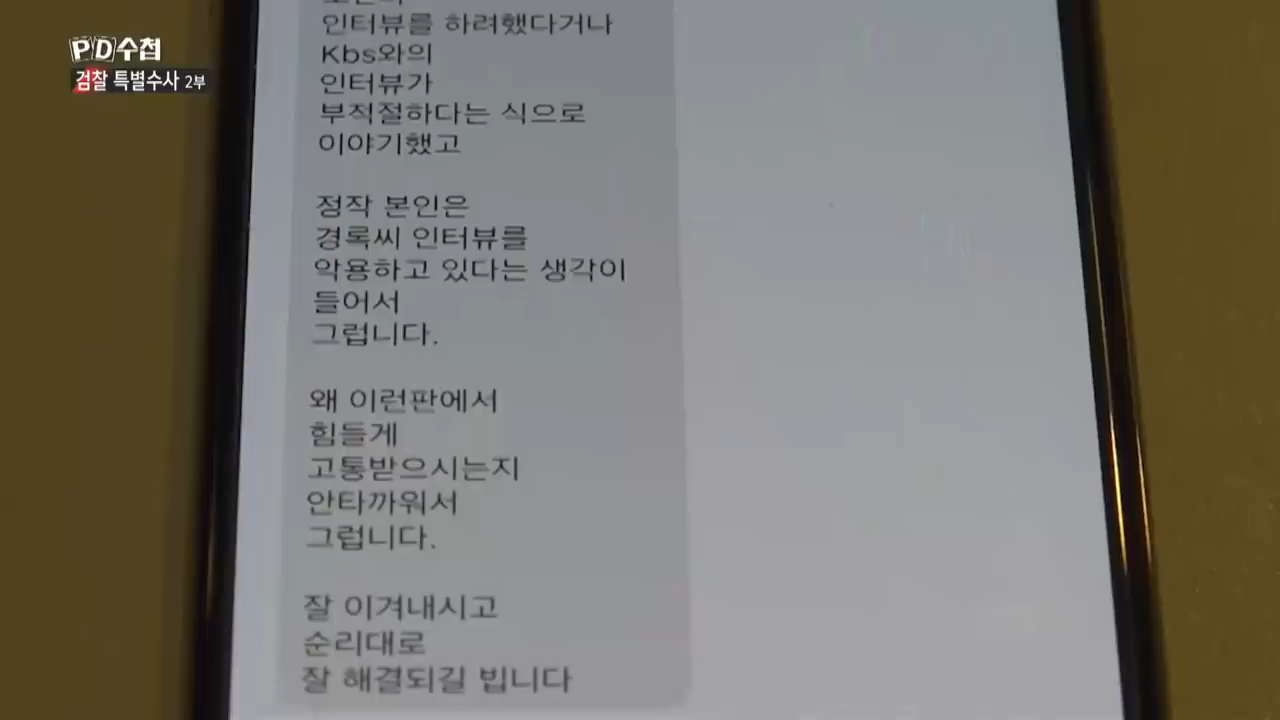 PD수첩
검찰 특별수사 2부
인터뷰를 하려했다거나
Kbs와의
인터뷰가
부적절하다는 식으로
이야기했고
정작 본인은
경록씨 인터뷰를
악용하고 있다는 생각이
들어서
그럽니다.
왜 이런판에서
힘들게
고통받으시는지
안타까워서
그럽니다.
잘 이겨내시고
순리대로
잘 해결되길 빕니다